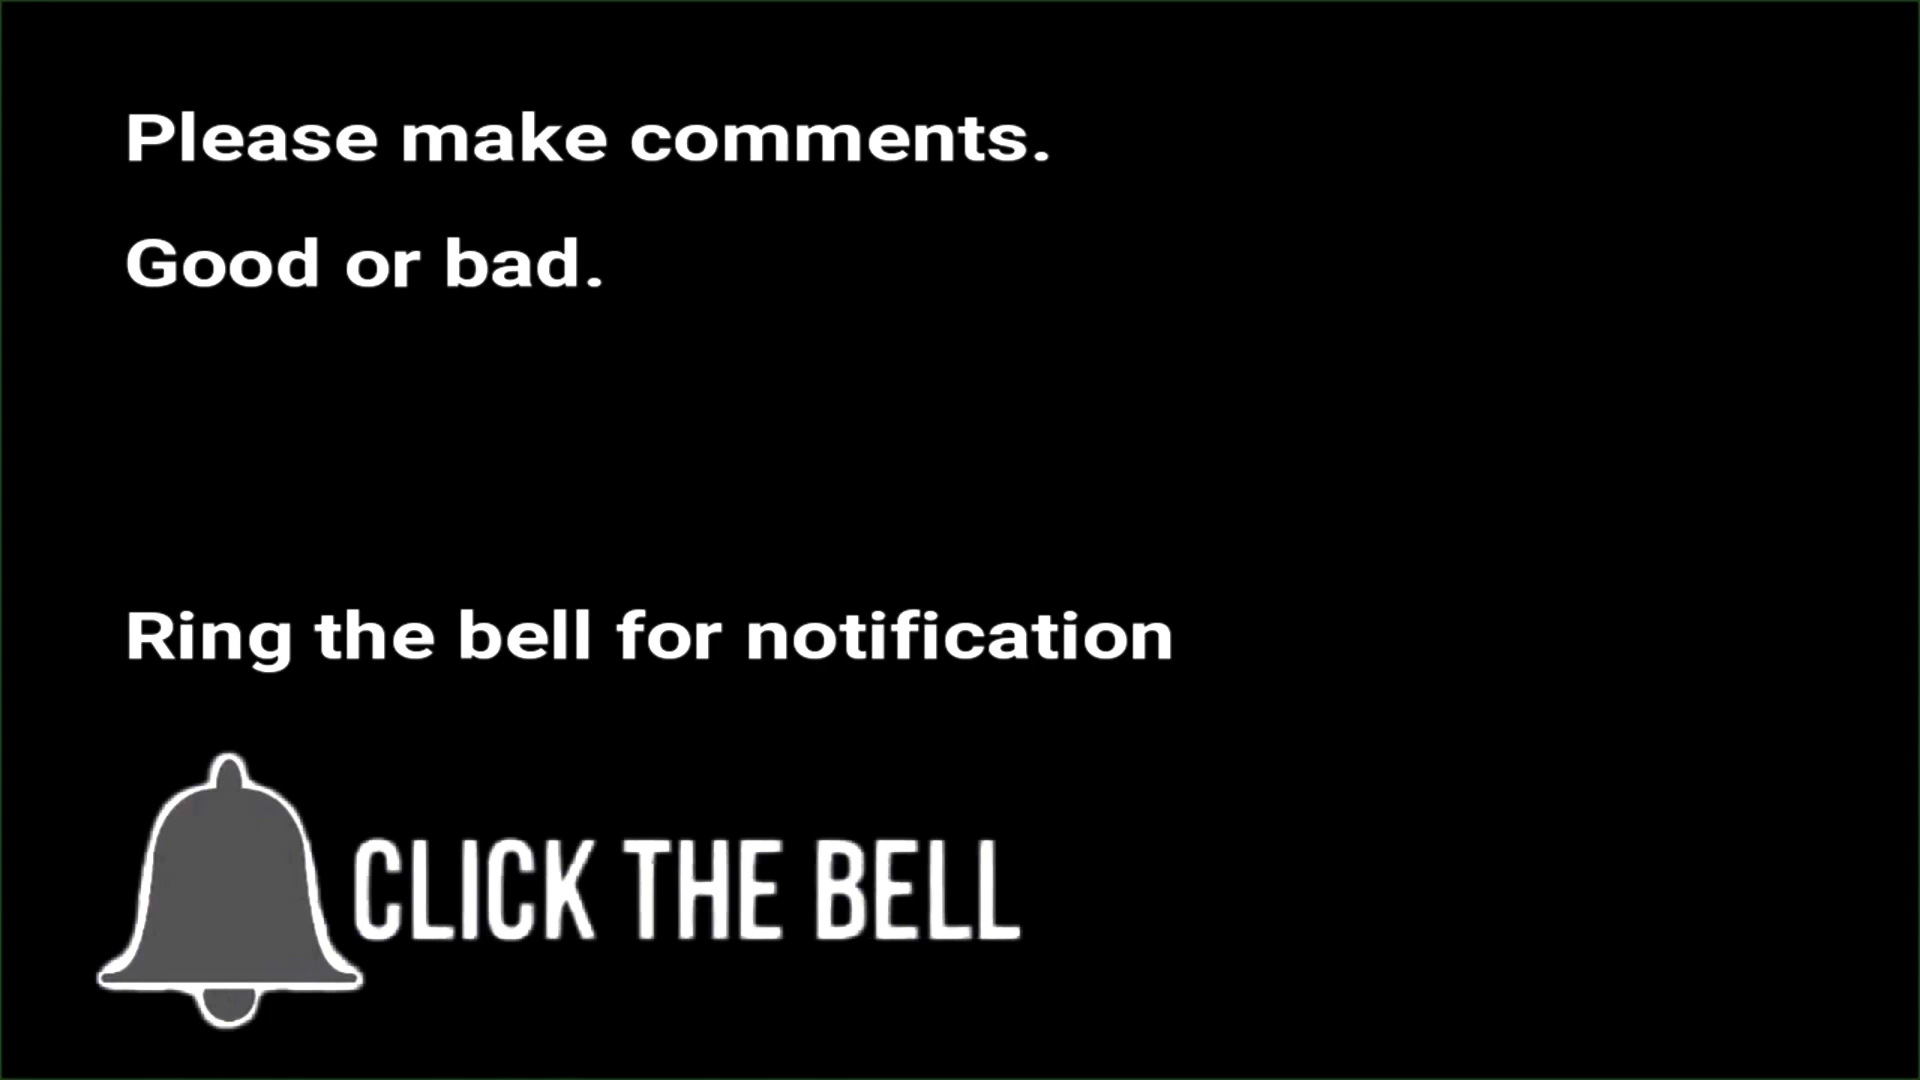 Please make comments.
Good or bad.
Ring the bell for notification
CLICK THE BELL